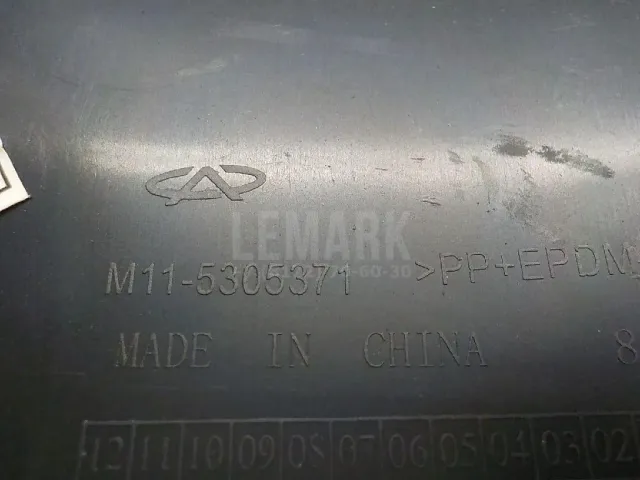 LEMARK
M11-5305371 >PP+EPDM
MADE IN CHINA 8
12 11 10 09 08 07 06 05 04 03 02